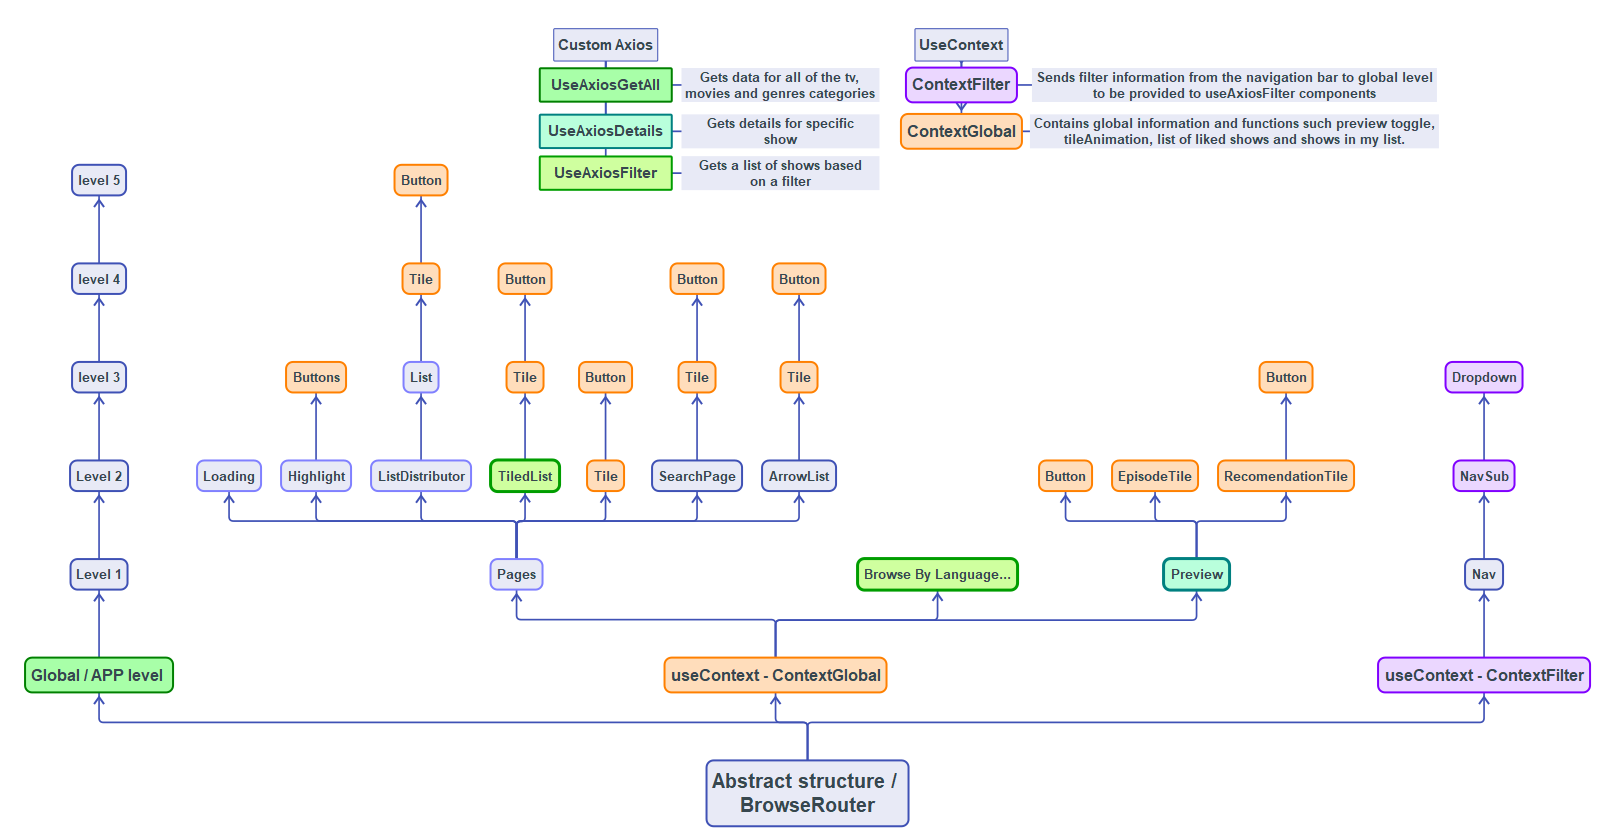 Custom Axios
UseContext
UseAxiosGetAll
Gets data for all of the tv,
movies and genres categories
ContextFilter
Sends filter information from the navigation bar to global level
to be provided to useAxiosFilter components
UseAxiosDetails
Gets details for specific
show
ContextGlobal
Contains global information and functions such preview toggle,
tileAnimation, list of liked shows and shows in my list.
UseAxiosFilter
Gets a list of shows based
on a filter
level 5
Button
level 4
Tile
Button
Button
Button
level 3
Buttons
List
Tile
Button
Tile
Tile
Button
Dropdown
Level 2
Loading
Highlight
ListDistributor
TiledList
Tile
SearchPage
ArrowList
Button
EpisodeTile
RecomendationTile
NavSub
Level 1
Pages
Browse By Language...
Preview
Nav
Global / APP level
useContext - ContextGlobal
useContext - ContextFilter
Abstract structure /
BrowseRouter